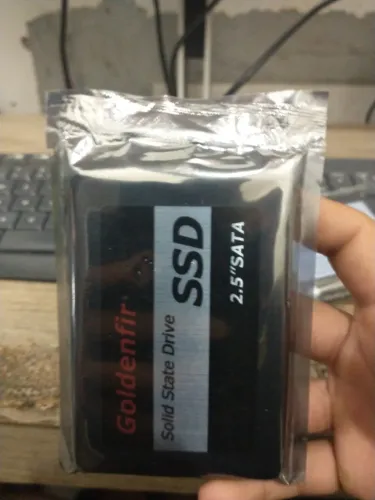 Goldenfir
Solid State Drive
SSD
2.5"SATA